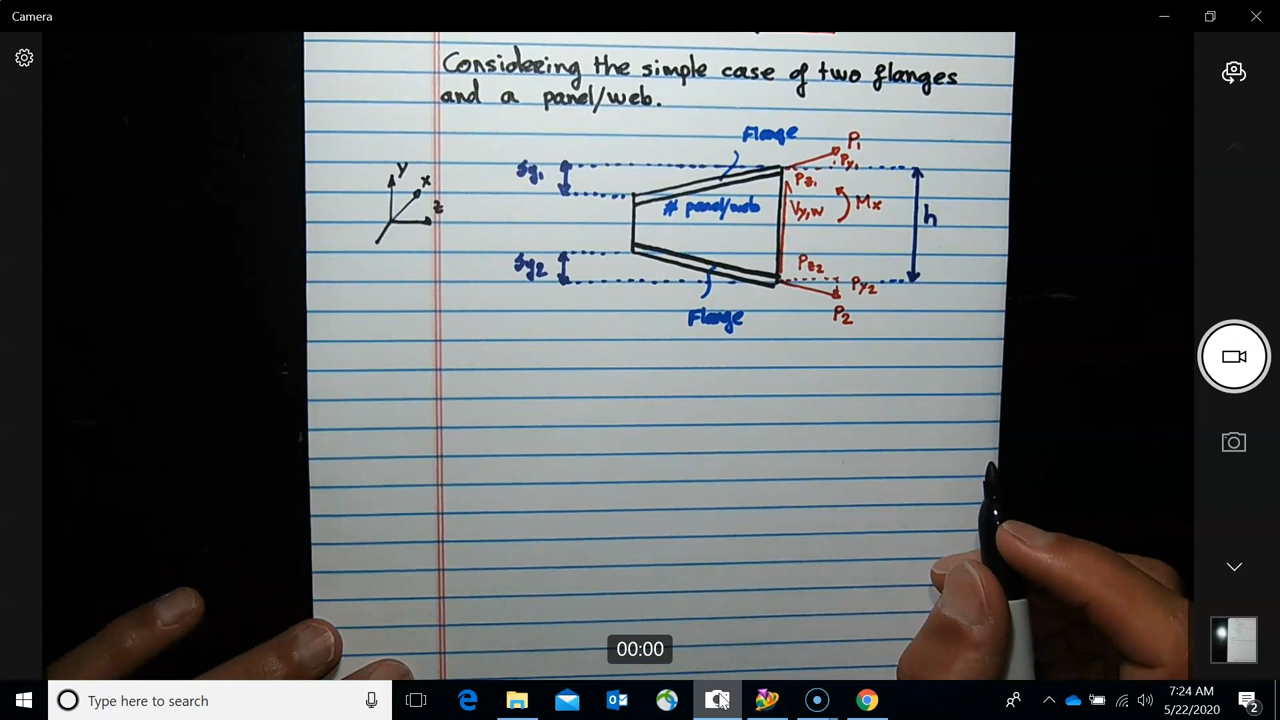 Camera
Considering the simple case of two flanges
and a panel/web.
Flange
P₁
Py₁
Pz₁
δy₁
y
x
z
panel/web
Vy,w
Mx
h
δy₂
Pz₂
Py₂
P₂
Flange
00:00
Type here to search
7:24 AM
5/22/2020
2